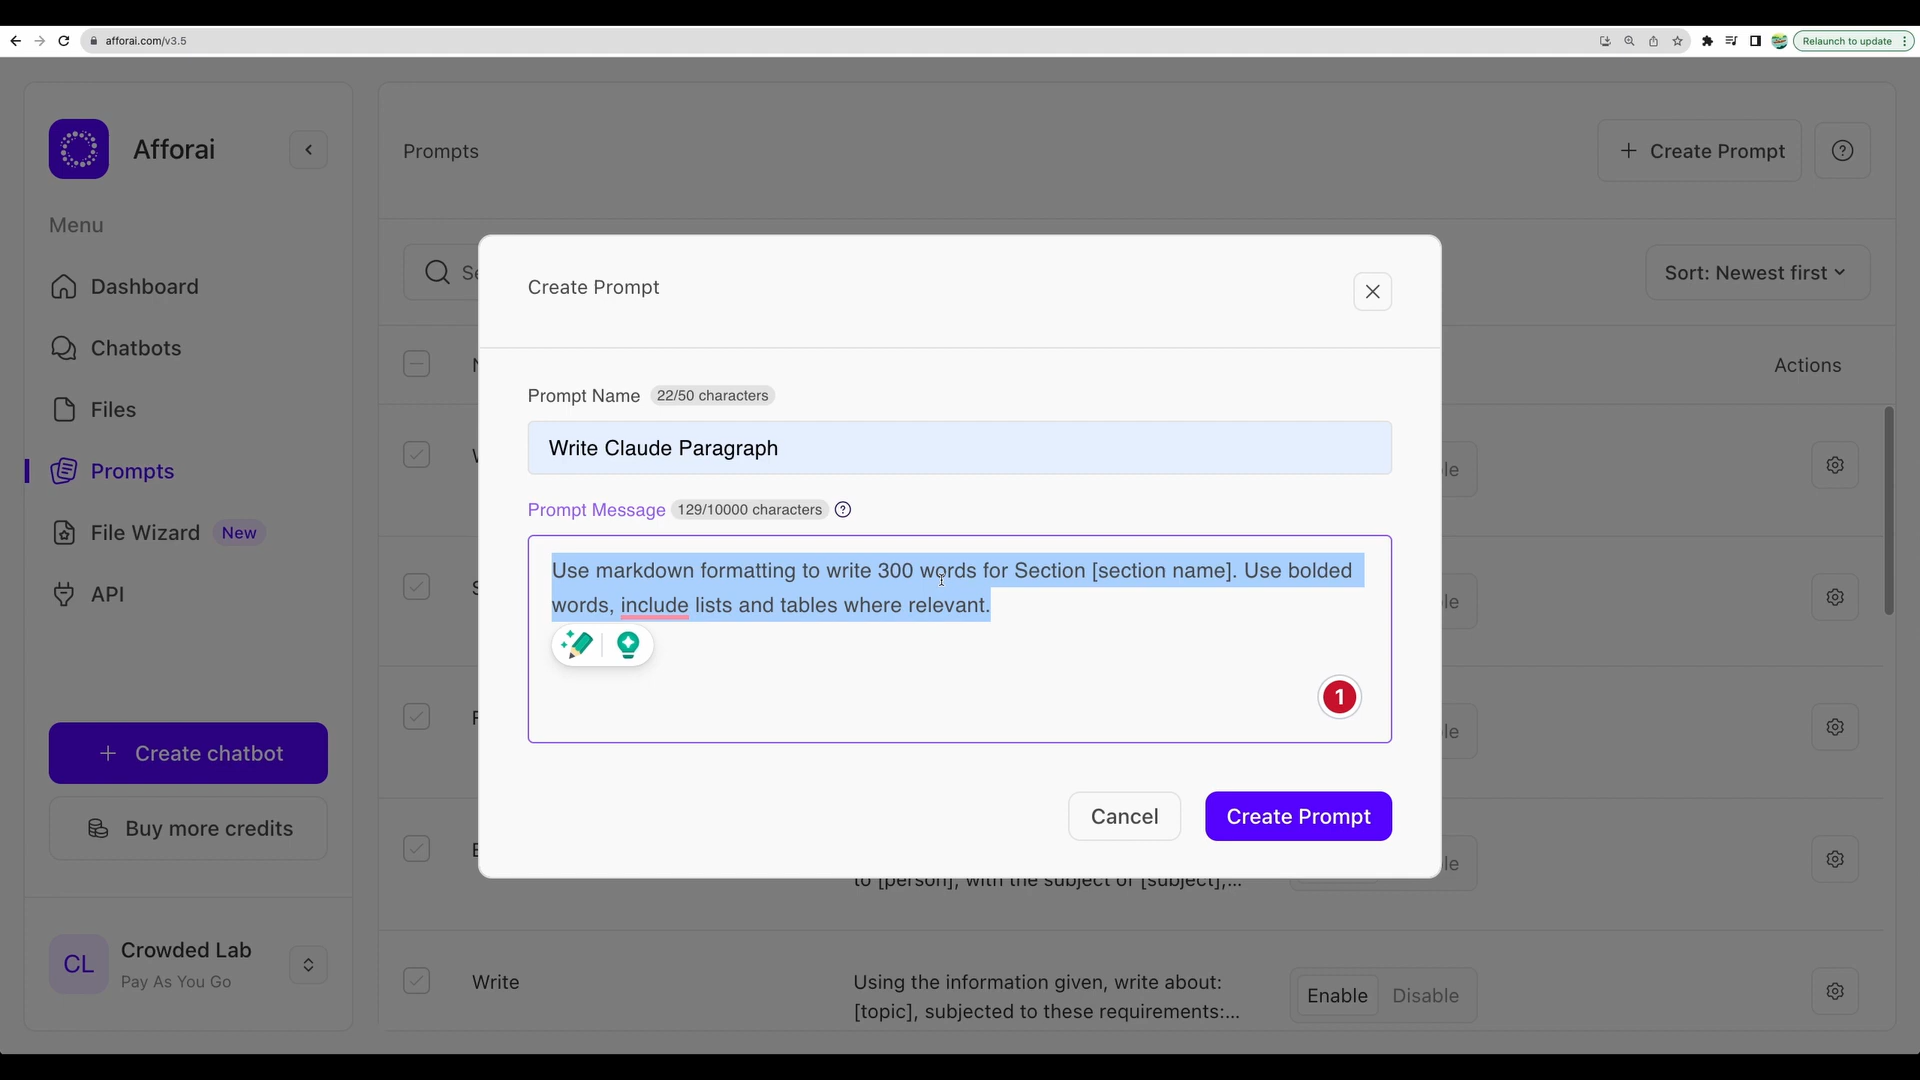 afforai.com/v3.5
Relaunch to update
Afforai
Menu
Dashboard
Chatbots
Files
Prompts
File Wizard New
API
+ Create chatbot
Buy more credits
CL
Crowded Lab
Pay As You Go
Prompts
+ Create Prompt
Sort: Newest first
Actions
Create Prompt
Prompt Name 22/50 characters
Write Claude Paragraph
Prompt Message 129/10000 characters
Use markdown formatting to write 300 words for Section [section name]. Use bolded
words, include lists and tables where relevant.
1
Cancel
Create Prompt
to [person], with the subject of [subject],...
Write
Using the information given, write about:
[topic], subjected to these requirements:...
Enable Disable